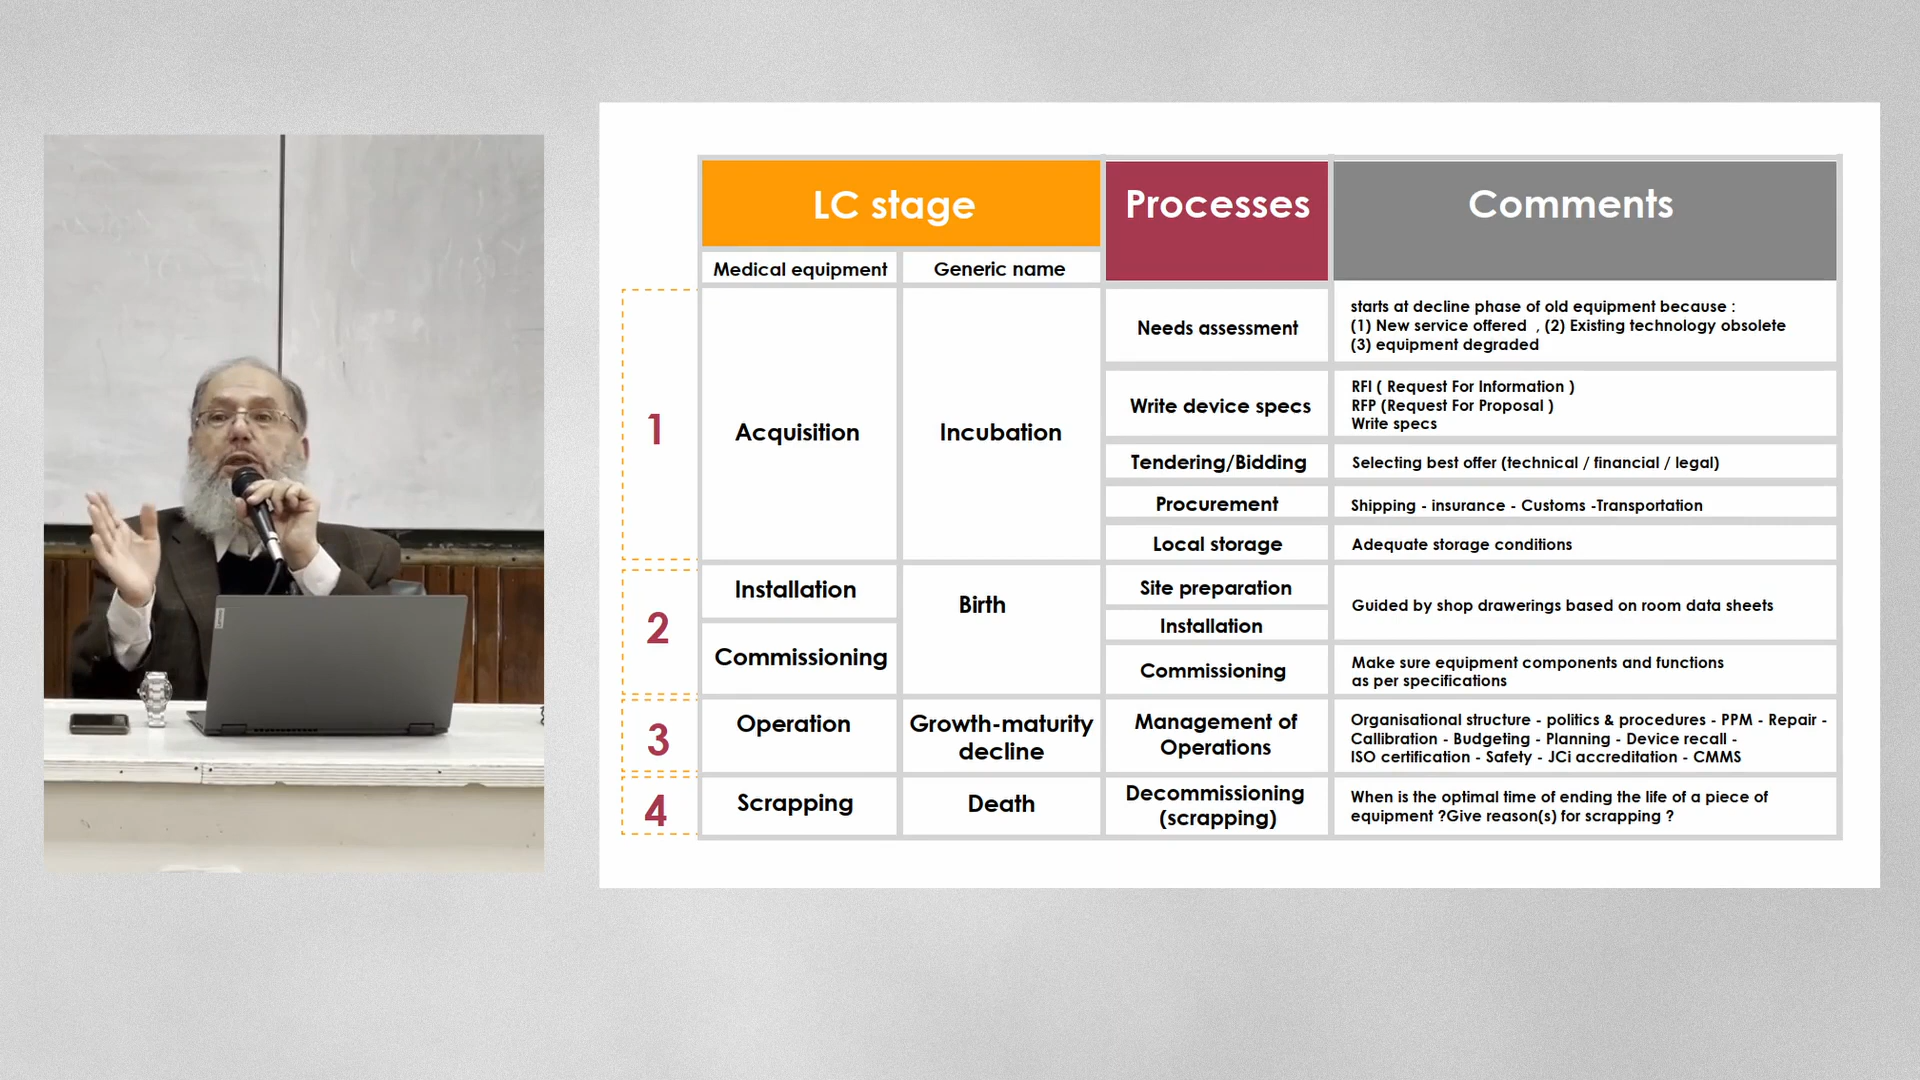 LC stage
Processes
Comments
Medical equipment
Generic name
1
Acquisition
Incubation
Needs assessment
starts at decline phase of old equipment because :
(1) New service offered , (2) Existing technology obsolete
(3) equipment degraded
Write device specs
RFI ( Request For Information )
RFP (Request For Proposal )
Write specs
Tendering/Bidding
Selecting best offer (technical / financial / legal)
Procurement
Shipping - insurance - Customs -Transportation
Local storage
Adequate storage conditions
2
Installation
Birth
Site preparation
Guided by shop drawerings based on room data sheets
Installation
Commissioning
Commissioning
Make sure equipment components and functions
as per specifications
3
Operation
Growth-maturity
decline
Management of
Operations
Organisational structure - politics & procedures - PPM - Repair -
Callibration - Budgeting - Planning - Device recall -
ISO certification - Safety - JCi accreditation - CMMS
4
Scrapping
Death
Decommissioning
(scrapping)
When is the optimal time of ending the life of a piece of
equipment ?Give reason(s) for scrapping ?
Lenovo